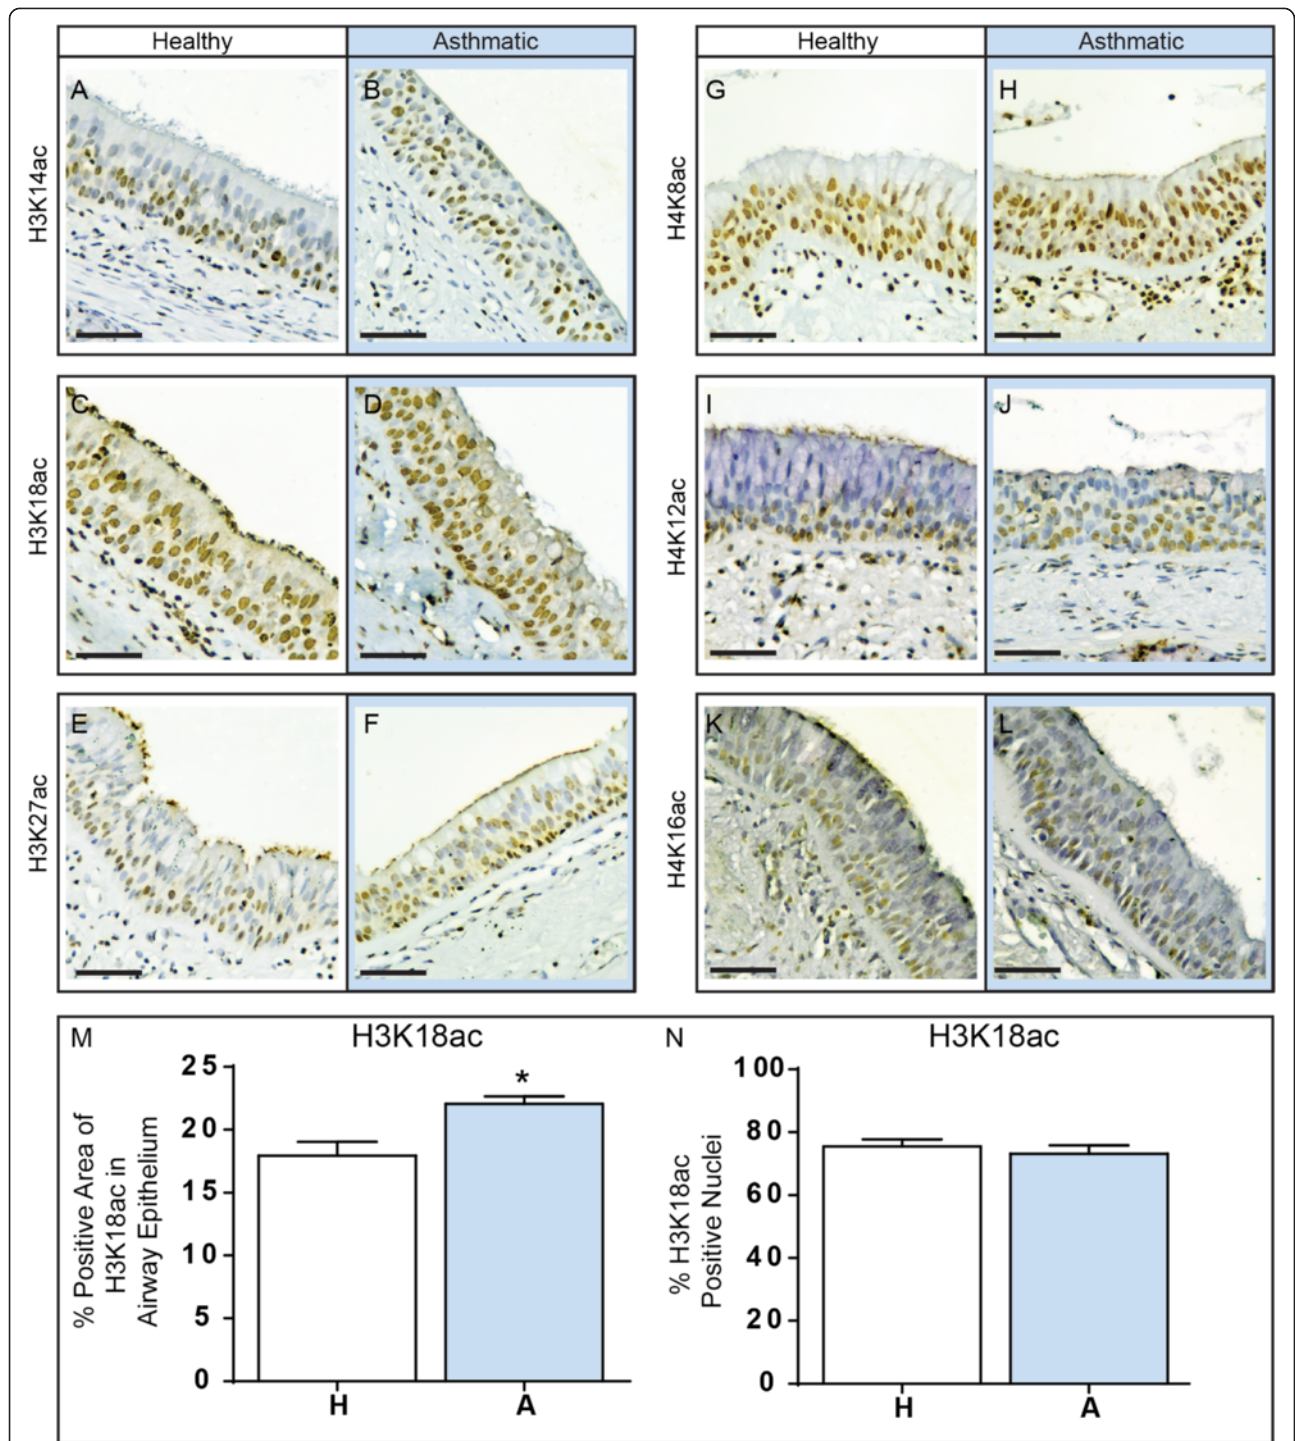 Healthy Asthmatic
Healthy Asthmatic
H3K14ac
A
B
H4K8ac
G
H
H3K18ac
C
D
H4K12ac
I
J
H3K27ac
E
F
H4K16ac
K
L
M
H3K18ac
% Positive Area of
H3K18ac in
Airway Epithelium
25
20
15
10
5
0
*
H
A
N
H3K18ac
% H3K18ac
Positive Nuclei
100
80
60
40
20
0
H
A